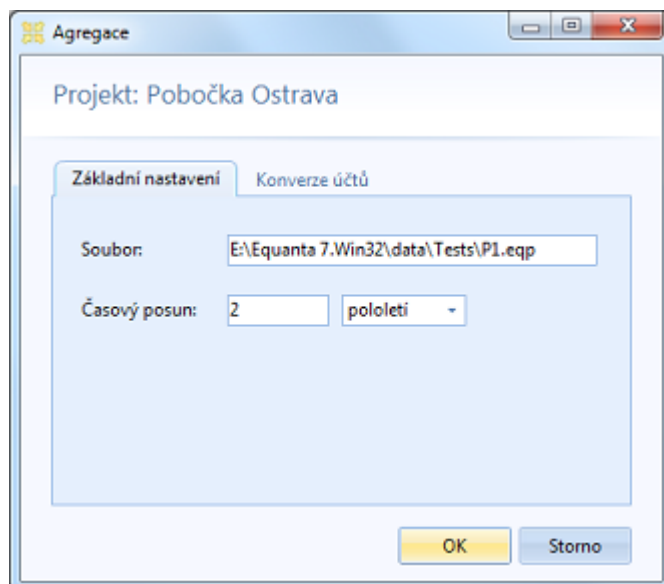 Agregace
Projekt: Pobočka Ostrava
Základní nastavení Konverze účtů
Soubor: E:\Equanta 7.Win32\data\Tests\P1.eqp
Časový posun: 2 pololetí
OK Storno